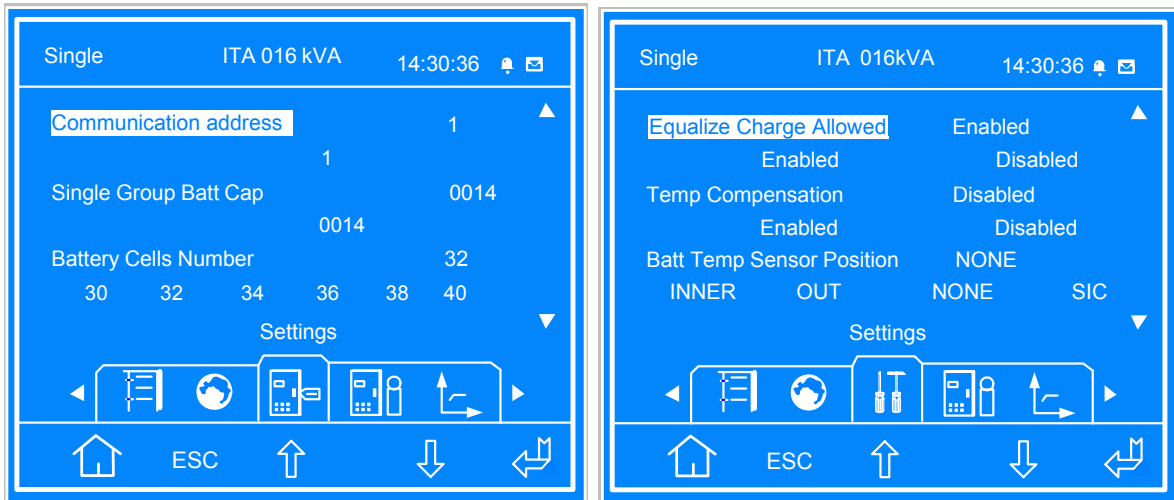 Single ITA 016 kVA 14:30:36
Communication address 1
1
Single Group Batt Cap 0014
0014
Battery Cells Number 32
30 32 34 36 38 40
Settings
ESC
Single ITA 016kVA 14:30:36
Equalize Charge Allowed Enabled
Enabled Disabled
Temp Compensation Disabled
Enabled Disabled
Batt Temp Sensor Position NONE
INNER OUT NONE SIC
Settings
ESC